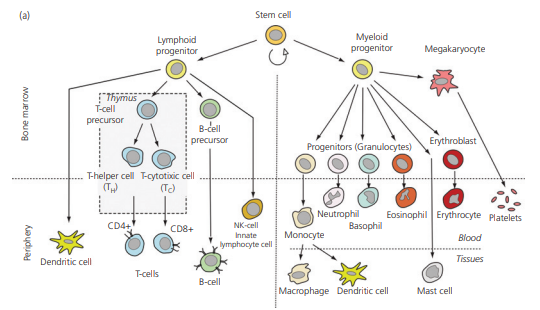 (a)
Stem cell
Lymphoid
progenitor
Myeloid
progenitor
Megakaryocyte
Bone marrow
Thymus
T-cell
precursor
B-cell
precursor
Progenitors (Granulocytes)
Erythroblast
T-helper cell
(TH)
T-cytotixic cell
(TC)
Periphery
CD4+
CD8+
NK-cell
Innate
lymphocyte cell
Neutrophil
Basophil
Eosinophil
Erythrocyte
Platelets
Monocyte
Blood
Tissues
Dendritic cell
T-cells
B-cell
Macrophage
Dendritic cell
Mast cell